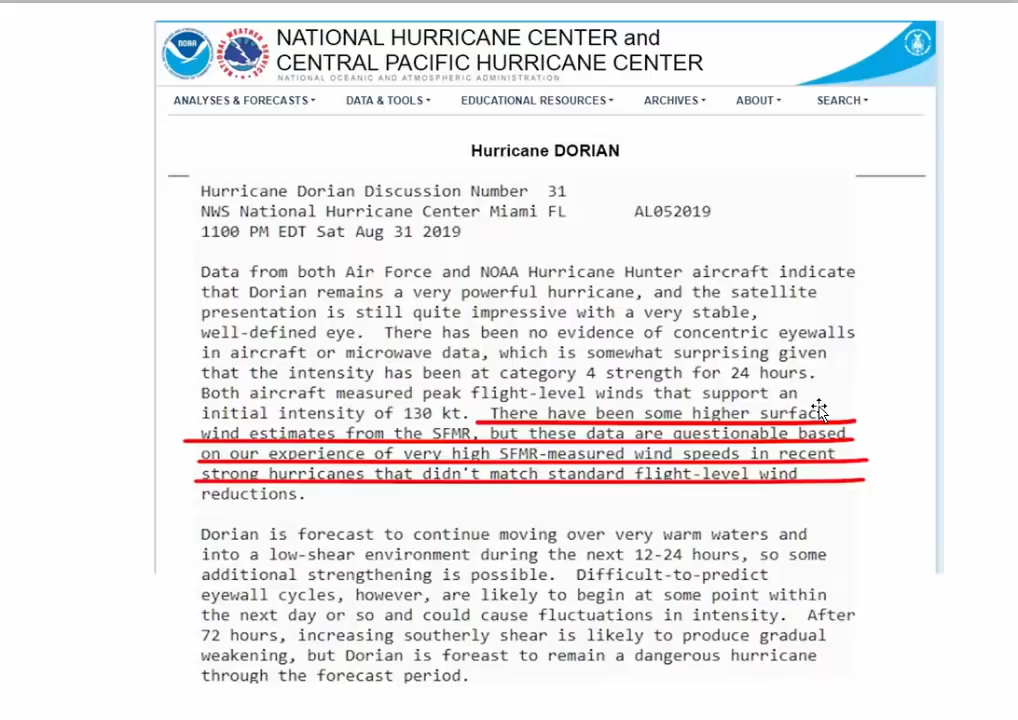 NATIONAL HURRICANE CENTER and
CENTRAL PACIFIC HURRICANE CENTER
NATIONAL OCEANIC AND ATMOSPHERIC ADMINISTRATION
NOAA
ANALYSES & FORECASTS DATA & TOOLS EDUCATIONAL RESOURCES ARCHIVES ABOUT SEARCH
Hurricane DORIAN
Hurricane Dorian Discussion Number 31
NWS National Hurricane Center Miami FL AL052019
1100 PM EDT Sat Aug 31 2019
Data from both Air Force and NOAA Hurricane Hunter aircraft indicate
that Dorian remains a very powerful hurricane, and the satellite
presentation is still quite impressive with a very stable,
well-defined eye. There has been no evidence of concentric eyewalls
in aircraft or microwave data, which is somewhat surprising given
that the intensity has been at category 4 strength for 24 hours.
Both aircraft measured peak flight-level winds that support an
initial intensity of 130 kt. There have been some higher surface
wind estimates from the SFMR, but these data are questionable based
on our experience of very high SFMR-measured wind speeds in recent
strong hurricanes that didn't match standard flight-level wind
reductions.
Dorian is forecast to continue moving over very warm waters and
into a low-shear environment during the next 12-24 hours, so some
additional strengthening is possible. Difficult-to-predict
eyewall cycles, however, are likely to begin at some point within
the next day or so and could cause fluctuations in intensity. After
72 hours, increasing southerly shear is likely to produce gradual
weakening, but Dorian is foreast to remain a dangerous hurricane
through the forecast period.